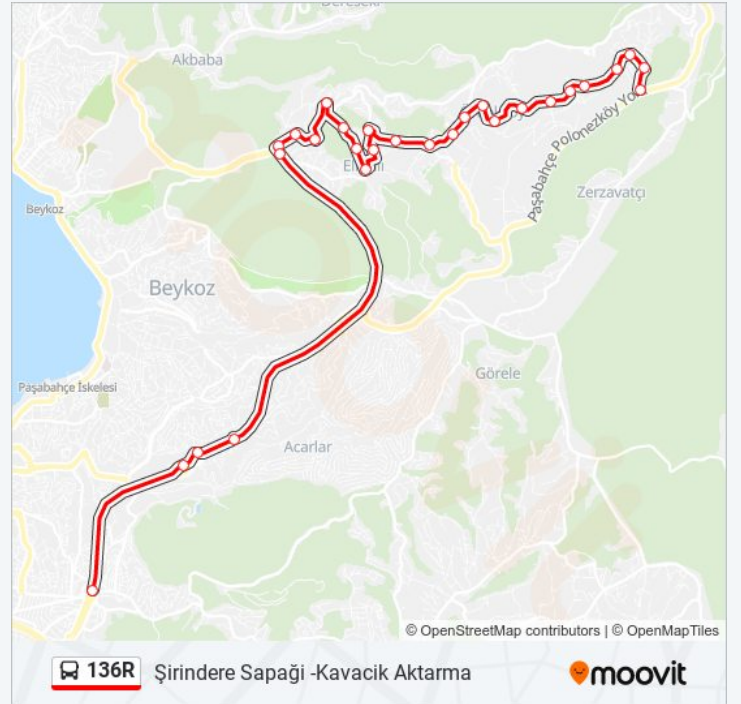 Dereseki
Akbaba
Paşabahçe Polonezköy Yo
Zerzavatçı
Beykoz
Beykoz
Paşabahçe İskelesi
Görele
Acarlar
© OpenStreetMap contributors | © OpenMapTiles
136R Şirindere Sapaği -Kavacik Aktarma
moovit